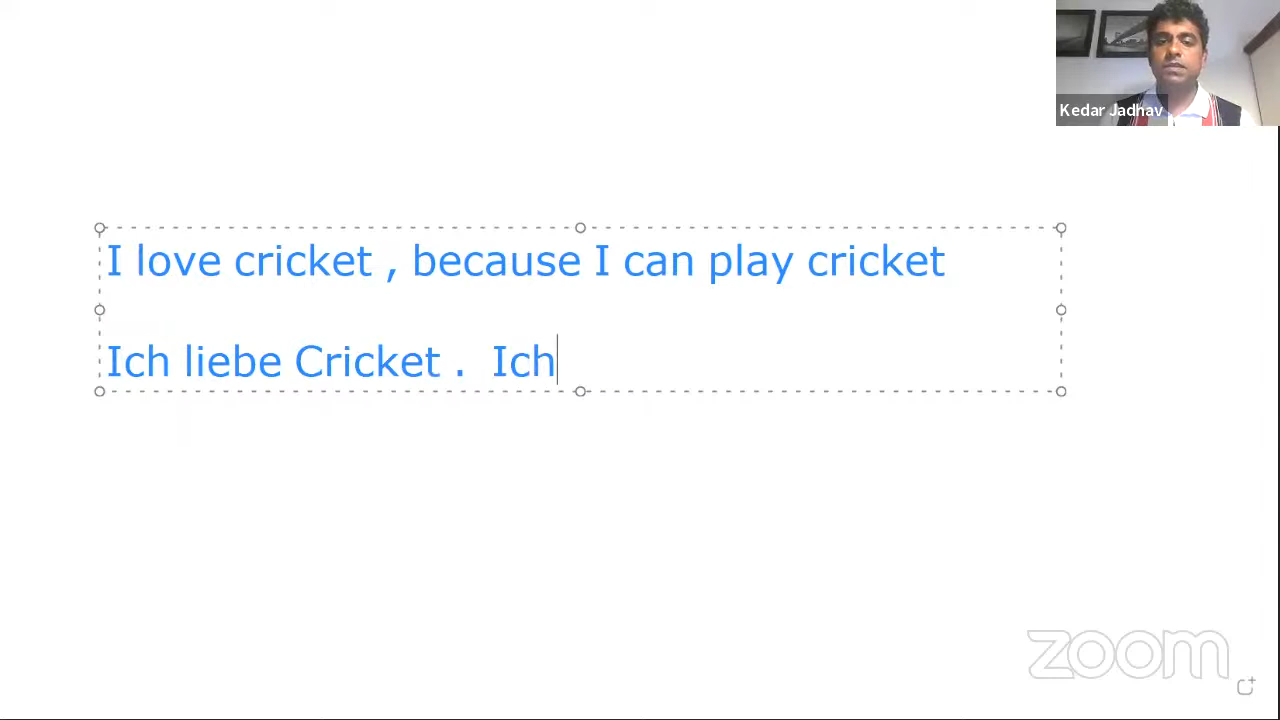 Kedar Jadhav
I love cricket , because I can play cricket
Ich liebe Cricket .  Ich
zoom